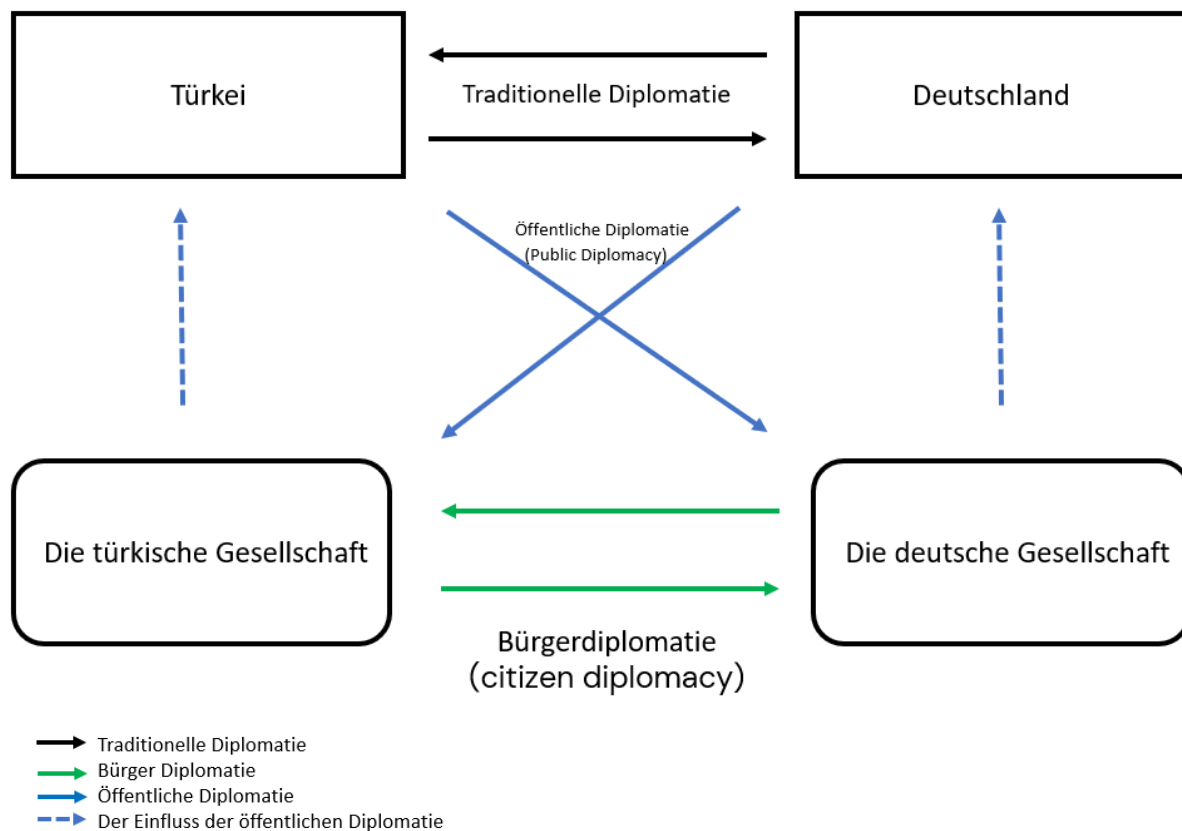 Türkei
Traditionelle Diplomatie
Deutschland
Öffentliche Diplomatie
(Public Diplomacy)
Die türkische Gesellschaft
Die deutsche Gesellschaft
Bürgerdiplomatie
(citizen diplomacy)
Traditionelle Diplomatie
Bürger Diplomatie
Öffentliche Diplomatie
Der Einfluss der öffentlichen Diplomatie